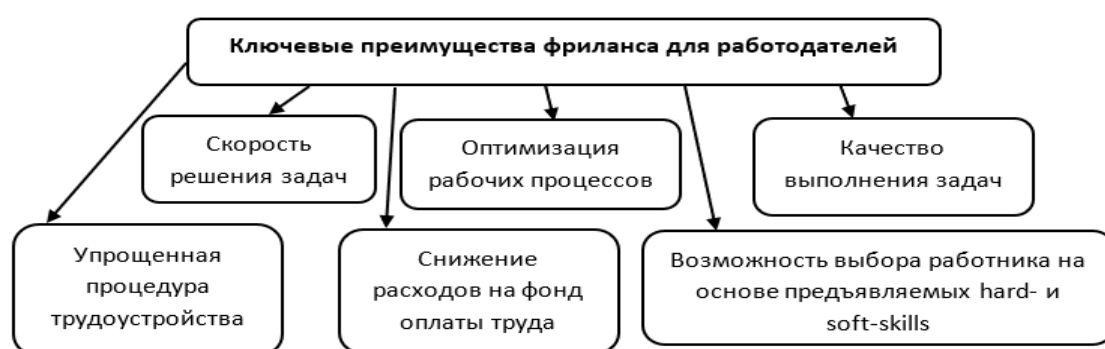 Ключевые преимущества фриланса для работодателей
Скорость
решения задач
Оптимизация
рабочих процессов
Качество
выполнения задач
Упрощенная
процедура
трудоустройства
Снижение
расходов на фонд
оплаты труда
Возможность выбора работника на
основе предъявляемых hard- и
soft-skills